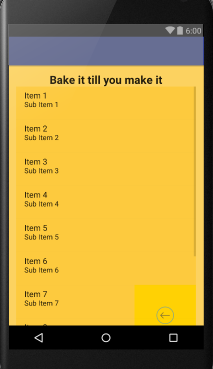 6:00
Bake it till you make it
Item 1
Sub Item 1
Item 2
Sub Item 2
Item 3
Sub Item 3
Item 4
Sub Item 4
Item 5
Sub Item 5
Item 6
Sub Item 6
Item 7
Sub Item 7